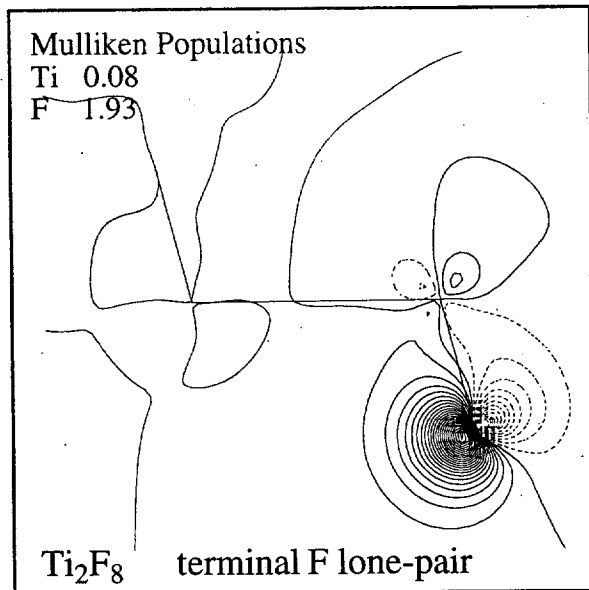 Mulliken Populations
Ti 0.08
F 1.93
Ti₂F₈ terminal F lone-pair